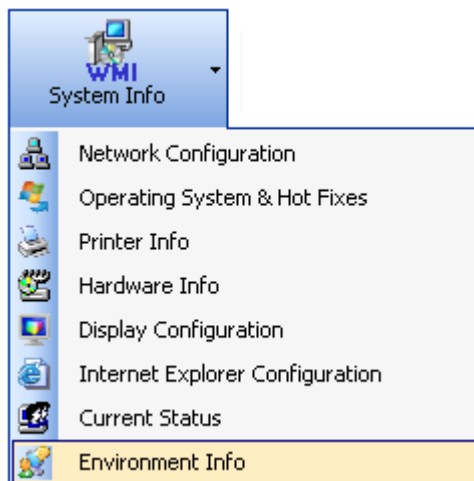 WMI
System Info
Network Configuration
Operating System & Hot Fixes
Printer Info
Hardware Info
Display Configuration
Internet Explorer Configuration
Current Status
Environment Info